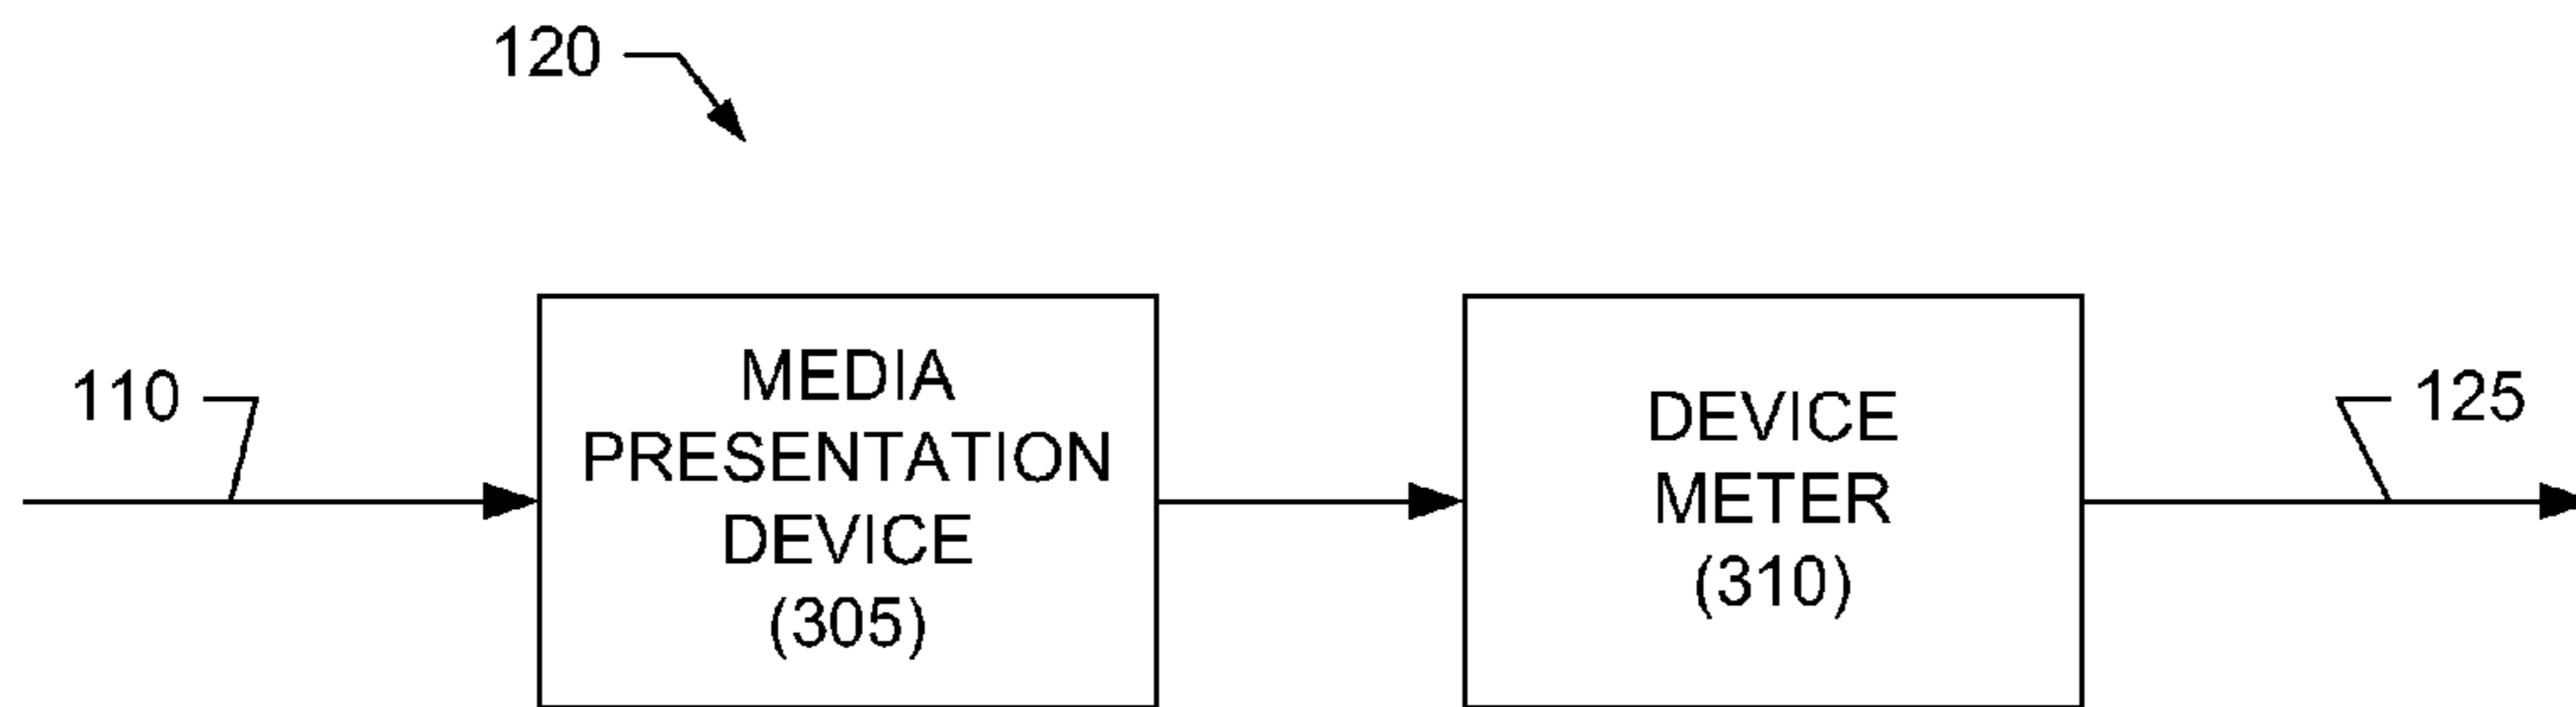 120
110
MEDIA
PRESENTATION
DEVICE
(305)
DEVICE
METER
(310)
125